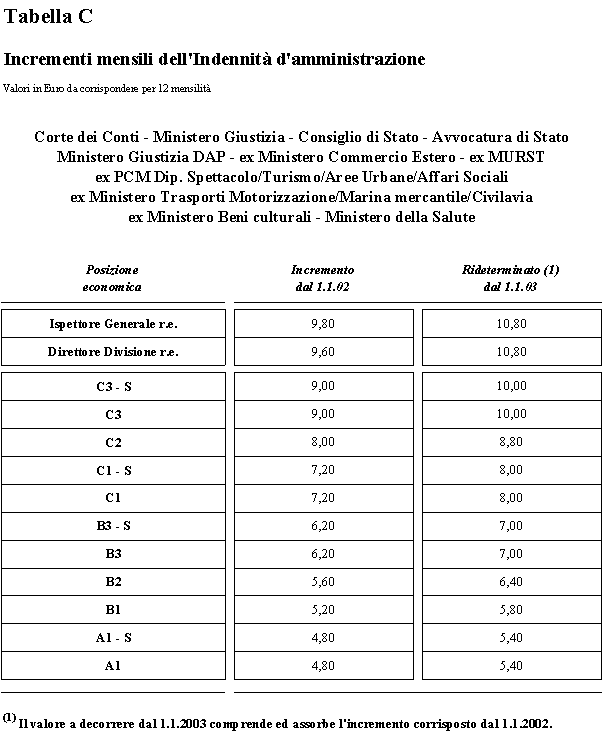 Tabella C
Incrementi mensili dell'Indennità d'amministrazione
Valori in Euro da corrispondere per 12 mensilità
Corte dei Conti - Ministero Giustizia - Consiglio di Stato - Avvocatura di Stato
Ministero Giustizia DAP - ex Ministero Commercio Estero - ex MURST
ex PCM Dip. Spettacolo/Turismo/Aree Urbane/Affari Sociali
ex Ministero Trasporti Motorizzazione/Marina mercantile/Civilavia
ex Ministero Beni culturali - Ministero della Salute
Posizione Incremento Rideterminato (1)
economica dal 1.1.02 dal 1.1.03
Ispettore Generale r.e. 9,80 10,80
Direttore Divisione r.e. 9,60 10,80
C3 - S 9,00 10,00
C3 9,00 10,00
C2 8,00 8,80
C1 - S 7,20 8,00
C1 7,20 8,00
B3 - S 6,20 7,00
B3 6,20 7,00
B2 5,60 6,40
B1 5,20 5,80
A1 - S 4,80 5,40
A1 4,80 5,40
(1) Il valore a decorrere dal 1.1.2003 comprende ed assorbe l'incremento corrisposto dal 1.1.2002.